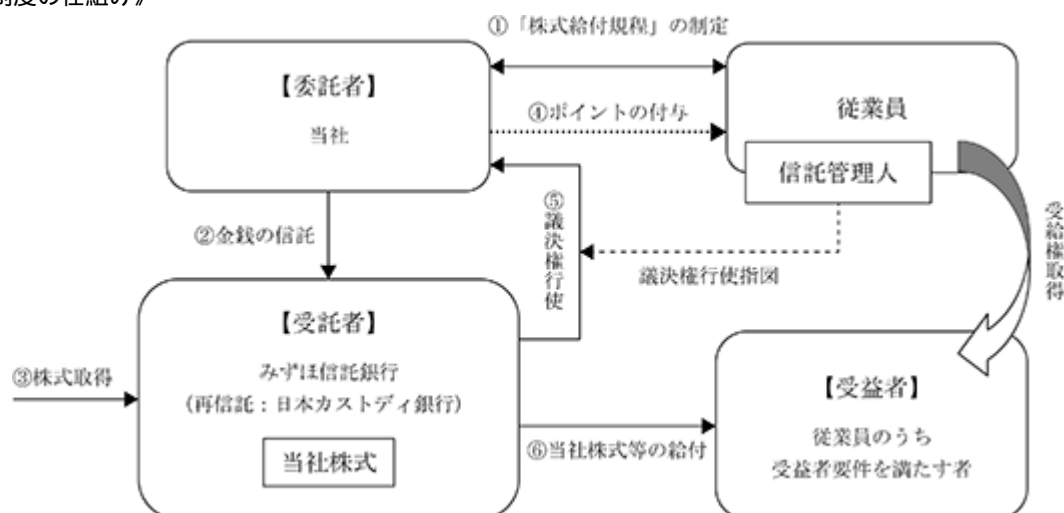 制度の仕組み》
①「株式給付規程」の制定
【委託者】
当社
④ポイントの付与
従業員
信託管理人
②金銭の信託
⑤議決権行使
議決権行使指図
受給権取得
【受託者】
みずほ信託銀行
(再信託：日本カストディ銀行)
当社株式
③株式取得
⑥当社株式等の給付
【受益者】
従業員のうち
受益者要件を満たす者